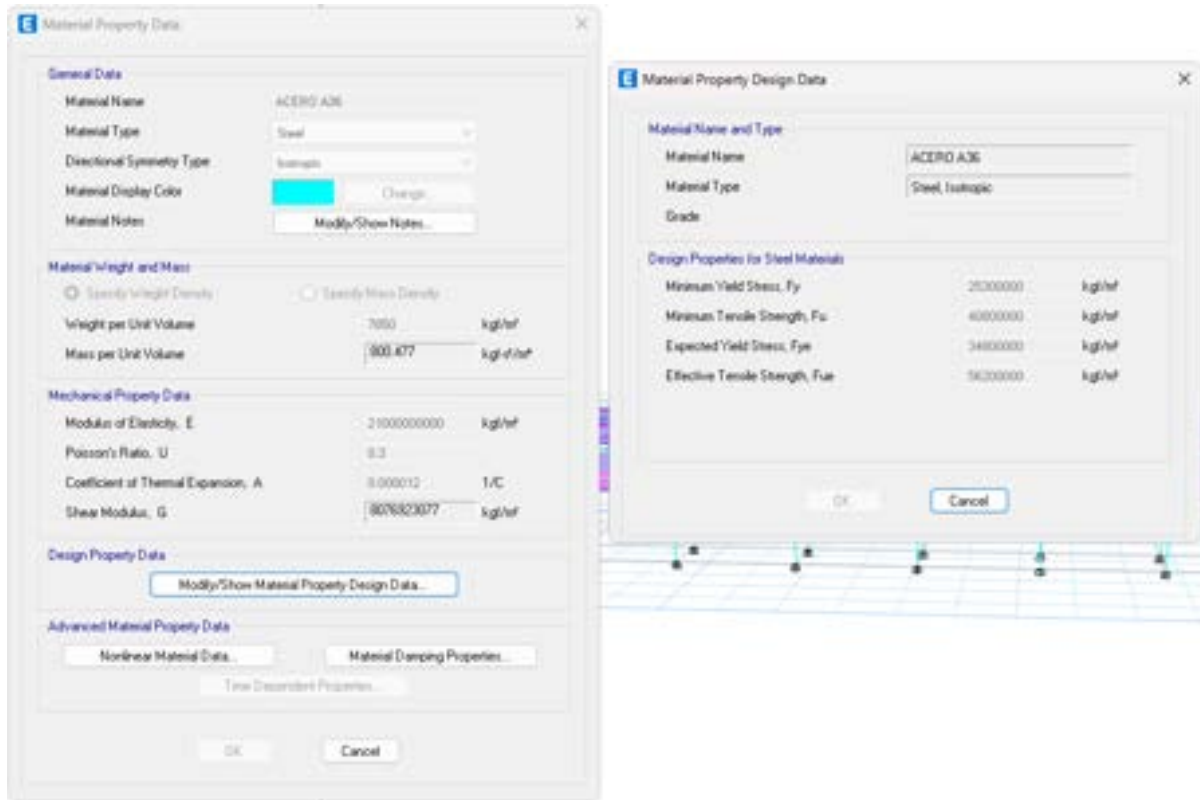 Material Property Data
General Data
Material Name ACERO A36
Material Type Steel
Directional Symmetry Type Isotropic
Material Display Color Change...
Material Notes Modify/Show Notes...
Material Weight and Mass
Specify Weight Density Specify Mass Density
Weight per Unit Volume 7850 kgf/m³
Mass per Unit Volume 800.477 kgf-s²/m⁴
Mechanical Property Data
Modulus of Elasticity, E 21000000000 kgf/m²
Poisson's Ratio, U 0.3
Coefficient of Thermal Expansion, A 0.000012 1/C
Shear Modulus, G 8076923077 kgf/m²
Design Property Data
Modify/Show Material Property Design Data...
Advanced Material Property Data
Nonlinear Material Data... Material Damping Properties...
Time Dependent Properties...
OK Cancel
Material Property Design Data
Material Name and Type
Material Name ACERO A36
Material Type Steel, Isotropic
Grade
Design Properties for Steel Materials
Minimum Yield Stress, Fy 25300000 kgf/m²
Minimum Tensile Strength, Fu 40800000 kgf/m²
Expected Yield Stress, Fye kgf/m²
Effective Tensile Strength, Fue 56200000 kgf/m²
OK Cancel